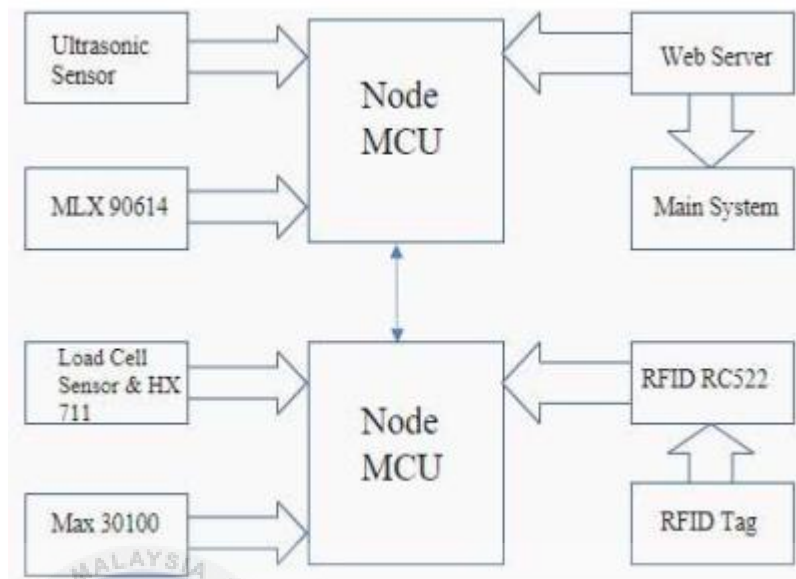 Ultrasonic
Sensor
Node
MCU
Web Server
MLX 90614
Main System
Load Cell
Sensor & HX
711
Node
MCU
RFID RC522
Max 30100
RFID Tag
MALAYSIA